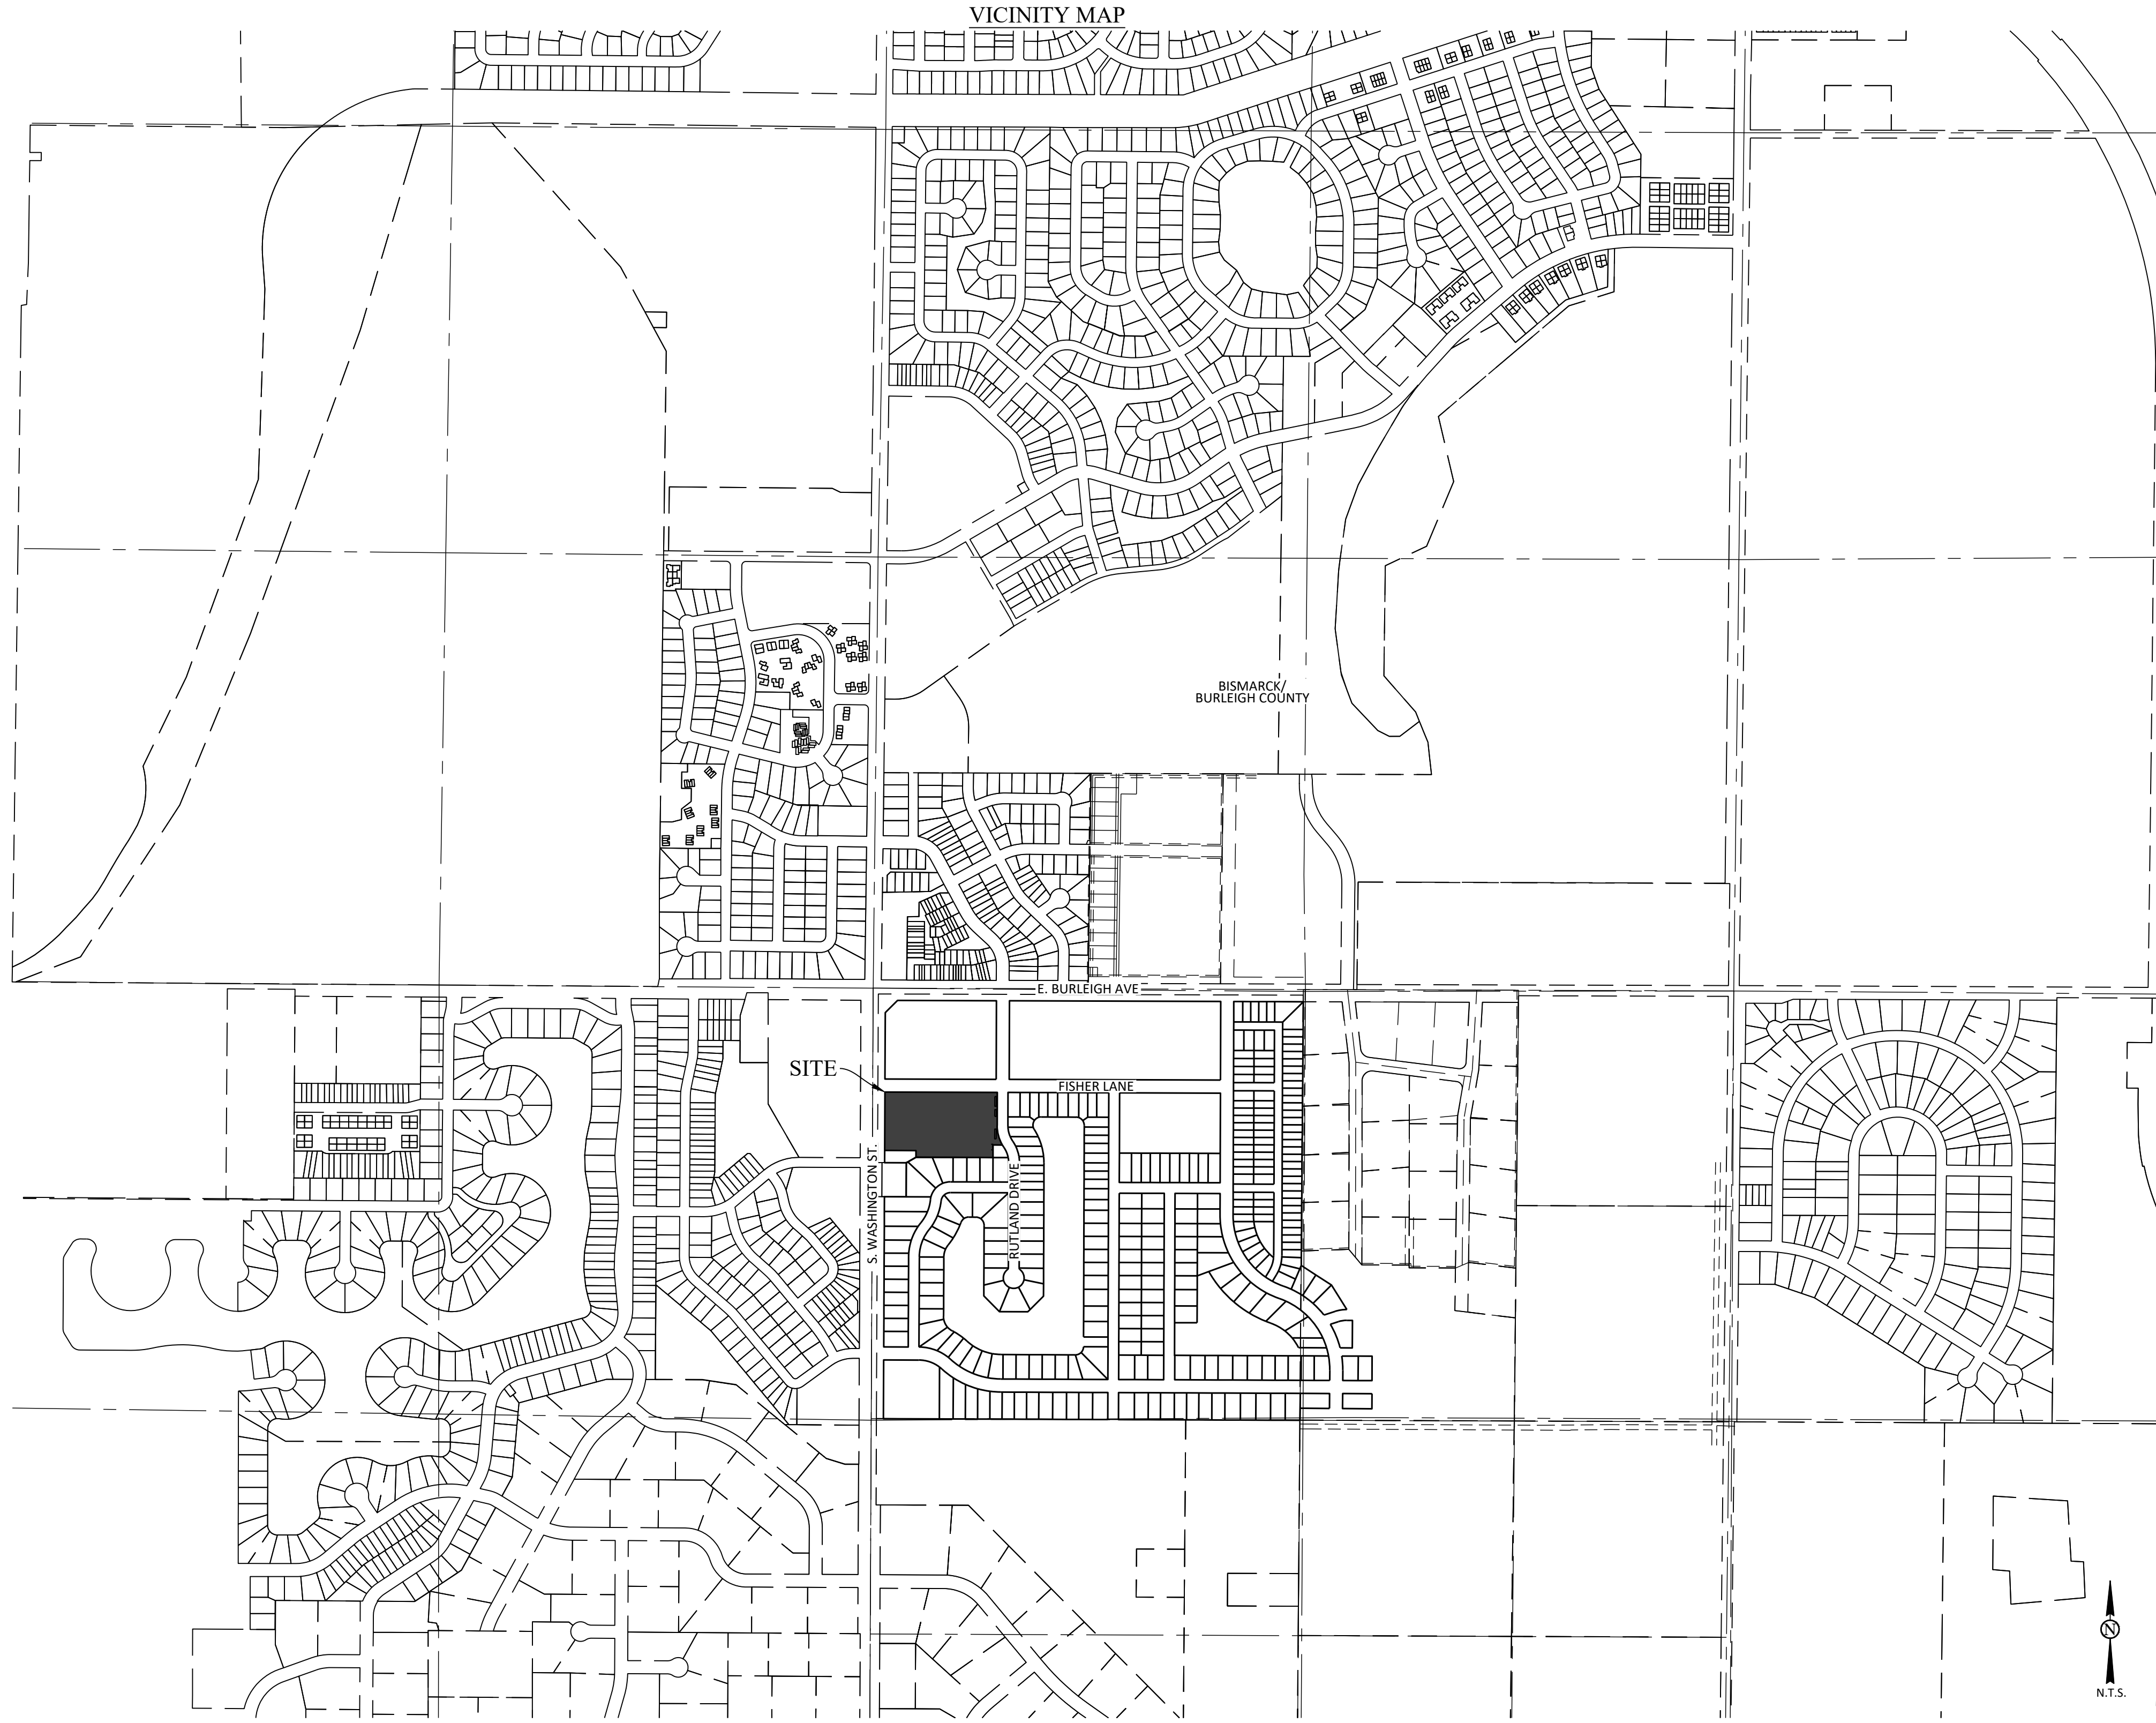 VICINITY MAP
BISMARCK/
BURLEIGH COUNTY
E. BURLEIGH AVE
SITE
FISHER LANE
S. WASHINGTON ST.
RUTLAND DRIVE
N
N.T.S.